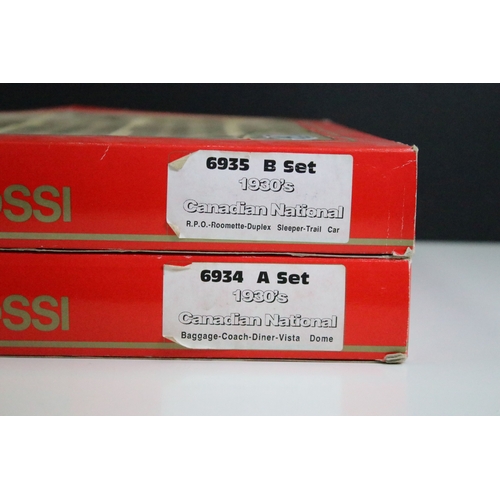 OSSI
6935 B Set
1930's
Canadian National
R.P.O.-Roomette-Duplex Sleeper-Trail Car
OSSI
6934 A Set
1930's
Canadian National
Baggage-Coach-Diner-Vista Dome